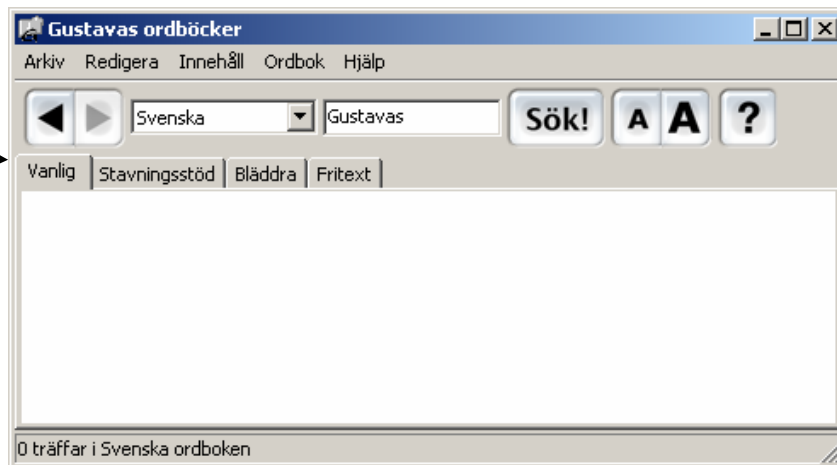 Gustavas ordböcker
Arkiv Redigera Innehåll Ordbok Hjälp
Svenska Gustavas Sök! A A ?
Vanlig Stavningsstöd Bläddra Fritext
0 träffar i Svenska ordboken